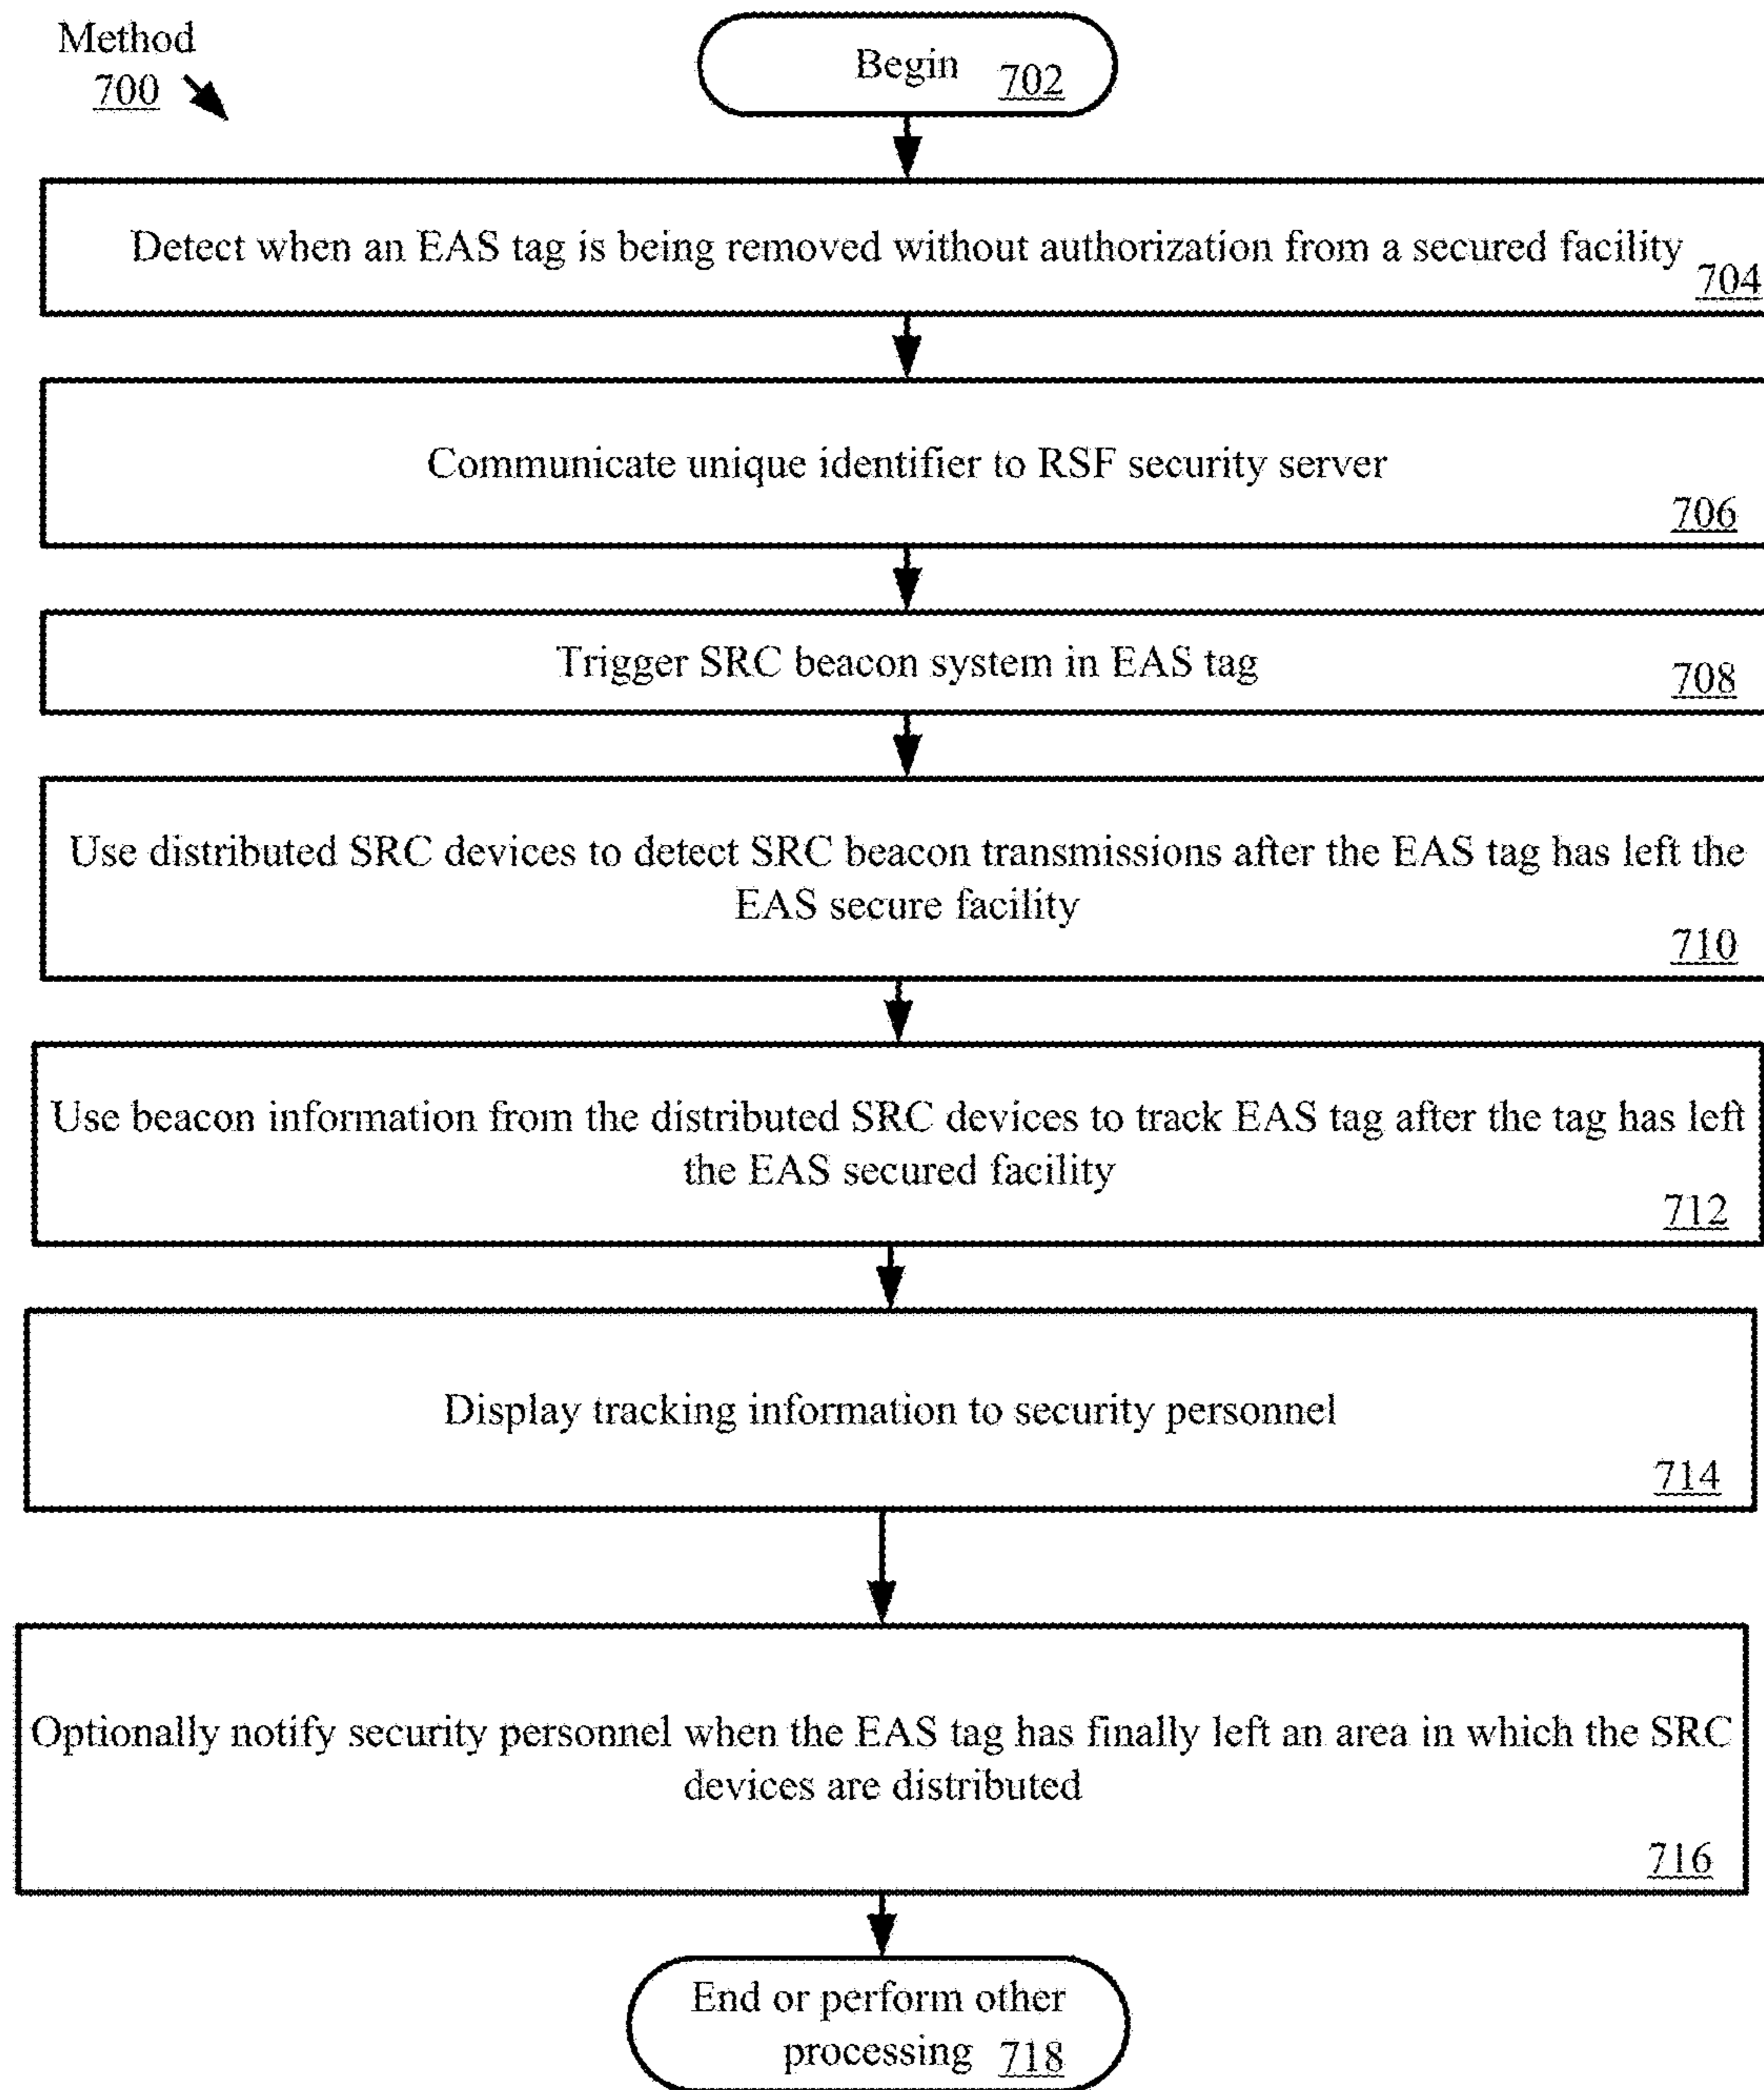 Method
700
Begin 702
Detect when an EAS tag is being removed without authorization from a secured facility
704
Communicate unique identifier to RSF security server
706
Trigger SRC beacon system in EAS tag
708
Use distributed SRC devices to detect SRC beacon transmissions after the EAS tag has left the
EAS secure facility
710
Use beacon information from the distributed SRC devices to track EAS tag after the tag has left
the EAS secured facility
712
Display tracking information to security personnel
714
Optionally notify security personnel when the EAS tag has finally left an area in which the SRC
devices are distributed
716
End or perform other
processing 718